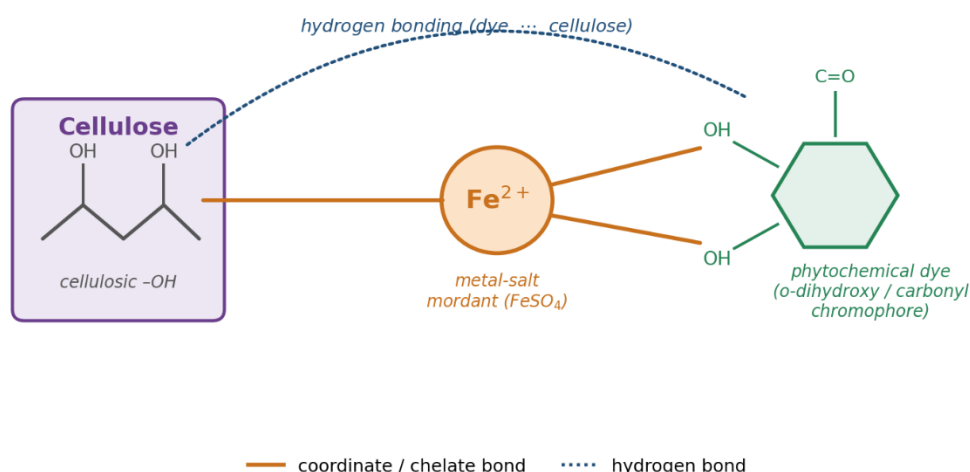 hydrogen bonding (dye ··· cellulose)
C=O
Cellulose
OH OH
OH
Fe²⁺
cellulosic –OH
OH
metal-salt
mordant (FeSO₄)
phytochemical dye
(o-dihydroxy / carbonyl
chromophore)
coordinate / chelate bond
hydrogen bond